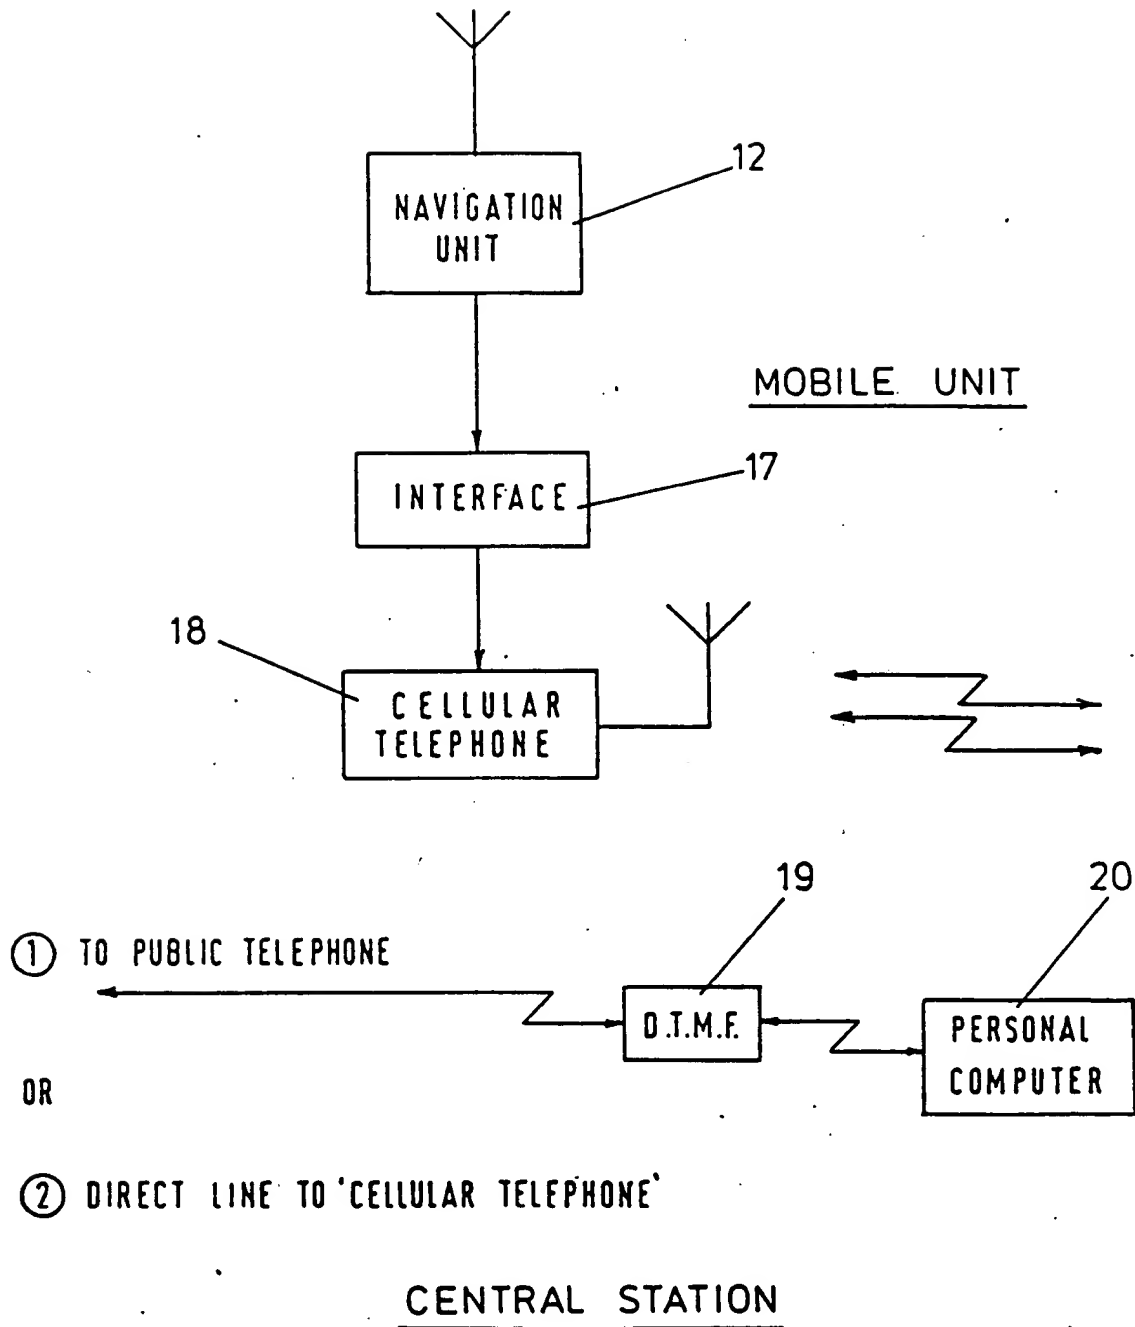 12
NAVIGATION
UNIT
MOBILE UNIT
17
INTERFACE
18
CELLULAR
TELEPHONE
19
20
1 TO PUBLIC TELEPHONE
D.T.M.F.
PERSONAL
COMPUTER
OR
2 DIRECT LINE TO 'CELLULAR TELEPHONE'
CENTRAL STATION